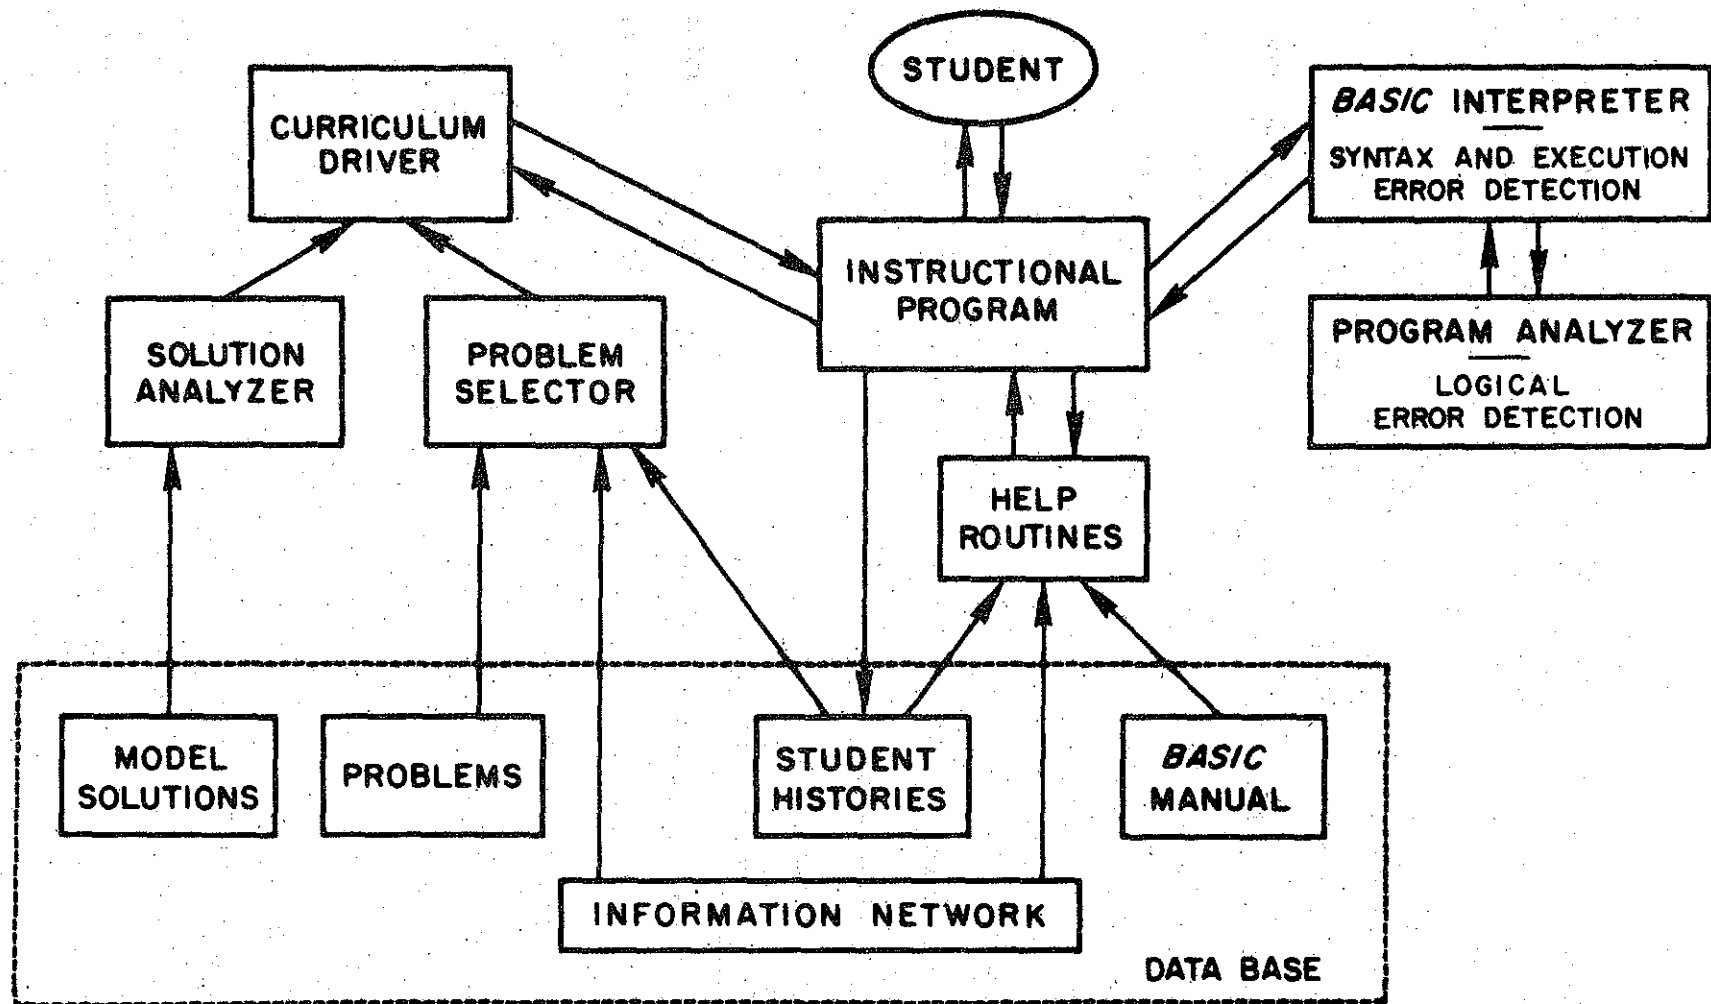 STUDENT
CURRICULUM
DRIVER
BASIC INTERPRETER
SYNTAX AND EXECUTION
ERROR DETECTION
INSTRUCTIONAL
PROGRAM
SOLUTION
ANALYZER
PROBLEM
SELECTOR
PROGRAM ANALYZER
LOGICAL
ERROR DETECTION
HELP
ROUTINES
MODEL
SOLUTIONS
PROBLEMS
STUDENT
HISTORIES
BASIC
MANUAL
INFORMATION NETWORK
DATA BASE